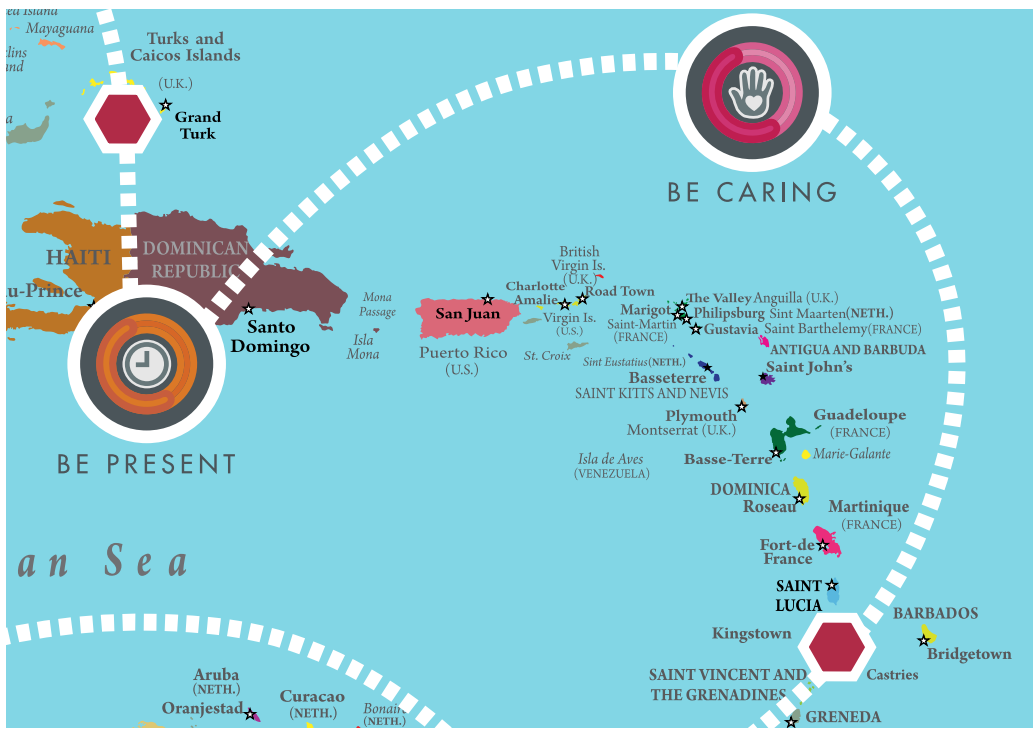 Mayaguana
Turks and
Caicos Islands
(U.K.)
Grand
Turk
BE CARING
HAITI
DOMINICAN
REPUBLIC
u-Prince
Santo
Domingo
Mona
Passage
Isla
Mona
San Juan
Puerto Rico
(U.S.)
British
Virgin Is.
(U.K.)
Charlotte
Amalie
Road Town
Virgin Is.
(U.S.)
St. Croix
The Valley Anguilla (U.K.)
Marigot
Philipsburg Sint Maarten(NETH.)
Saint-Martin
(FRANCE)
Gustavia Saint Barthelemy(FRANCE)
ANTIGUA AND BARBUDA
Saint John's
Sint Eustatius(NETH.)
Basseterre
SAINT KITTS AND NEVIS
Plymouth
Montserrat (U.K.)
Guadeloupe
(FRANCE)
Isla de Aves
(VENEZUELA)
Basse-Terre
Marie-Galante
DOMINICA
Roseau
Martinique
(FRANCE)
Fort-de
France
BE PRESENT
an Sea
SAINT
LUCIA
BARBADOS
Kingstown
Bridgetown
Castries
SAINT VINCENT AND
THE GRENADINES
GRENEDA
Aruba
(NETH.)
Oranjestad
Curacao
(NETH.)
Bonair
(NETH.)